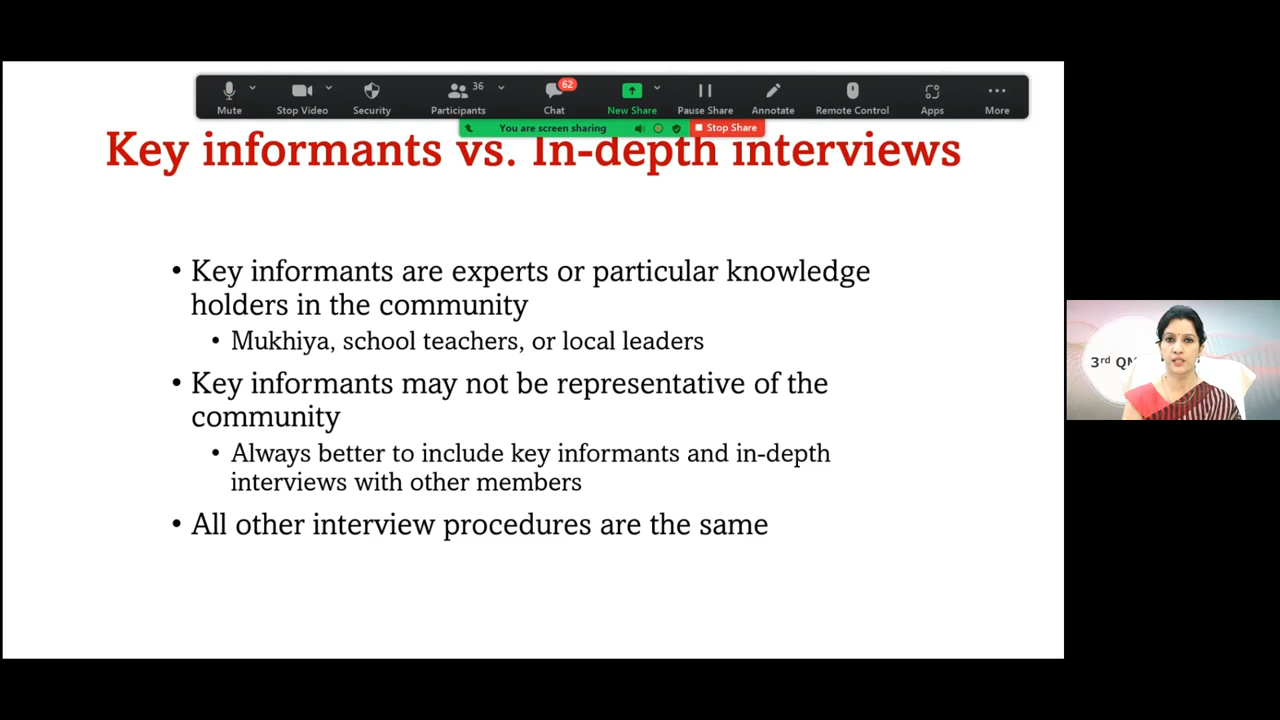 36
62
Mute
Stop Video
Security
Participants
Chat
New Share
Pause Share
Annotate
Remote Control
Apps
More
You are screen sharing
Stop Share
Key informants vs. In-depth interviews
• Key informants are experts or particular knowledge
holders in the community
• Mukhiya, school teachers, or local leaders
• Key informants may not be representative of the
community
• Always better to include key informants and in-depth
interviews with other members
• All other interview procedures are the same
3rd QM